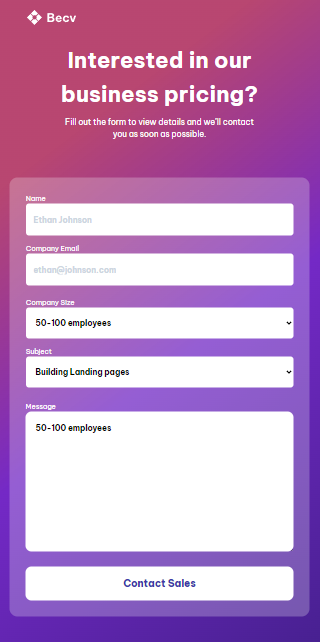 Becv
Interested in our
business pricing?
Fill out the form to view details and we'll contact
you as soon as possible.
Name
Ethan Johnson
Company Email
ethan@johnson.com
Company Size
50-100 employees
Subject
Building Landing pages
Message
50-100 employees
Contact Sales